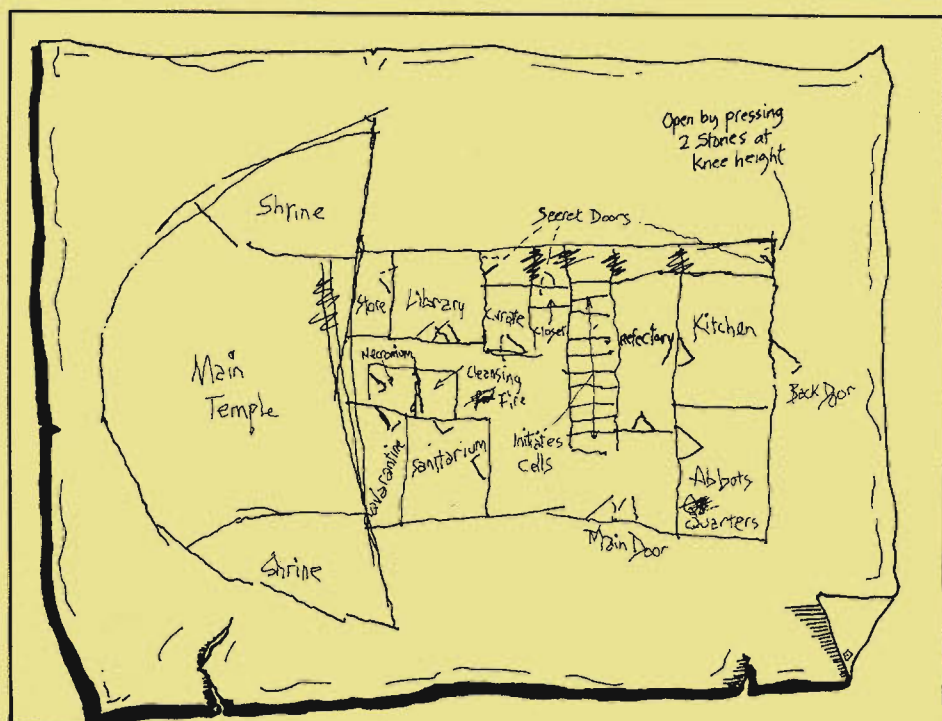 Open by pressing
2 Stones at
Knee height
Shrine
Secret Doors
Store
Library
Curate
Closet
Refectory
Kitchen
Main
Temple
Necronium
Cleansing
Fire
Back Door
Quarantine
Sanitarium
Initiates
Cells
Abbots
Quarters
Main Door
Shrine